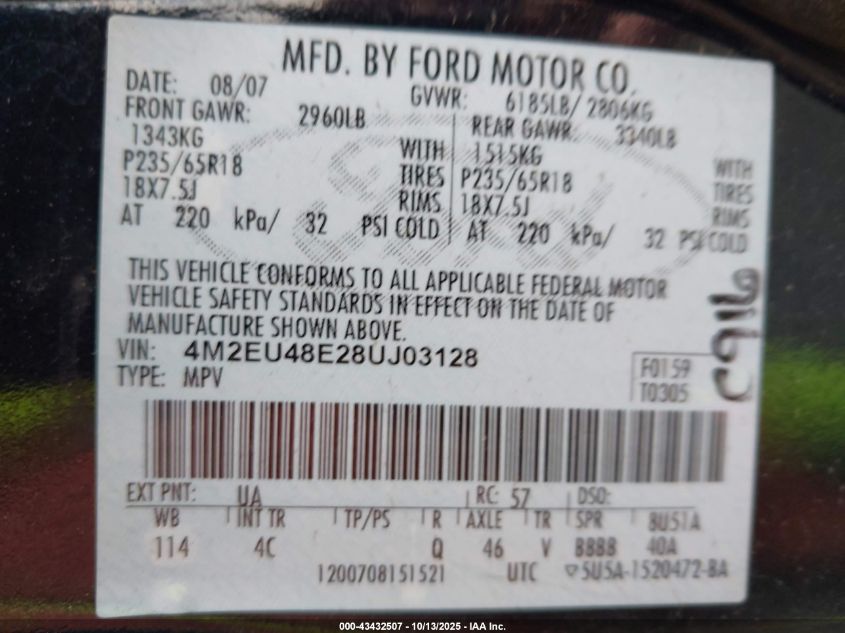 MFD. BY FORD MOTOR CO.
DATE: 08/07 GVWR: 6185LB/ 2806KG
FRONT GAWR: 2960LB REAR GAWR: 3340LB
1343KG WITH 1515KG WITH
P235/65R18 TIRES P235/65R18 TIRES
18X7.5J RIMS 18X7.5J RIMS
AT 220 kPa/ 32 PSI COLD AT 220 kPa/ 32 PSI COLD
THIS VEHICLE CONFORMS TO ALL APPLICABLE FEDERAL MOTOR
VEHICLE SAFETY STANDARDS IN EFFECT ON THE DATE OF
MANUFACTURE SHOWN ABOVE.
VIN: 4M2EU48E28UJ03128
TYPE: MPV
F0159
T0305
EXT PNT: UA RC: 57 DSO:
WB INT TR TP/PS R AXLE TR SPR 8U51A
114 4C Q 46 V BBBB 40A
1200708151521 UTC 5U5A-1520472-BA
000-43432507 - 10/13/2025 - IAA Inc.